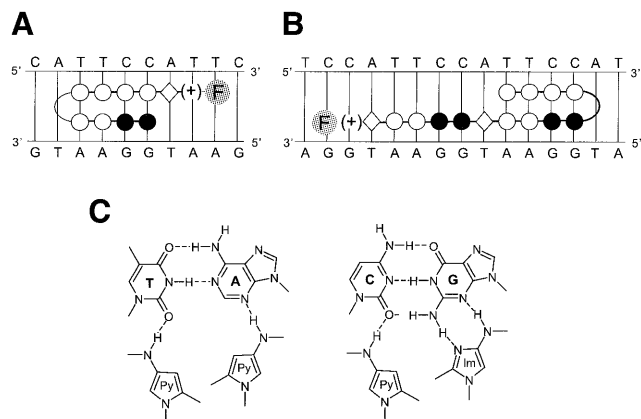 A
C A T T C C A T T C
5' 3'
(+) F
3' 5'
G T A A G G T A A G
B
T C C A T T C C A T T C C A T
5' 3'
F (+)
3' 5'
A G G T A A G G T A A G G T A
C
H
O H N N
T N H N A N
N N
O H
H N
N
Py Py
N N
H
N H O N
C N H N G N
N N
O- H N H
H H N
N N
Py Im
N N